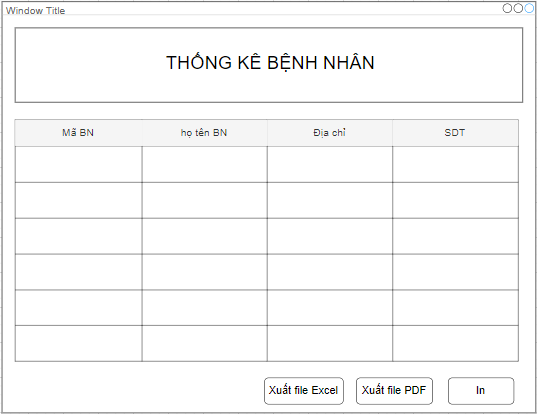 Window Title
THỐNG KÊ BỆNH NHÂN
Mã BN họ tên BN Địa chỉ SDT
Xuất file Excel Xuất file PDF In